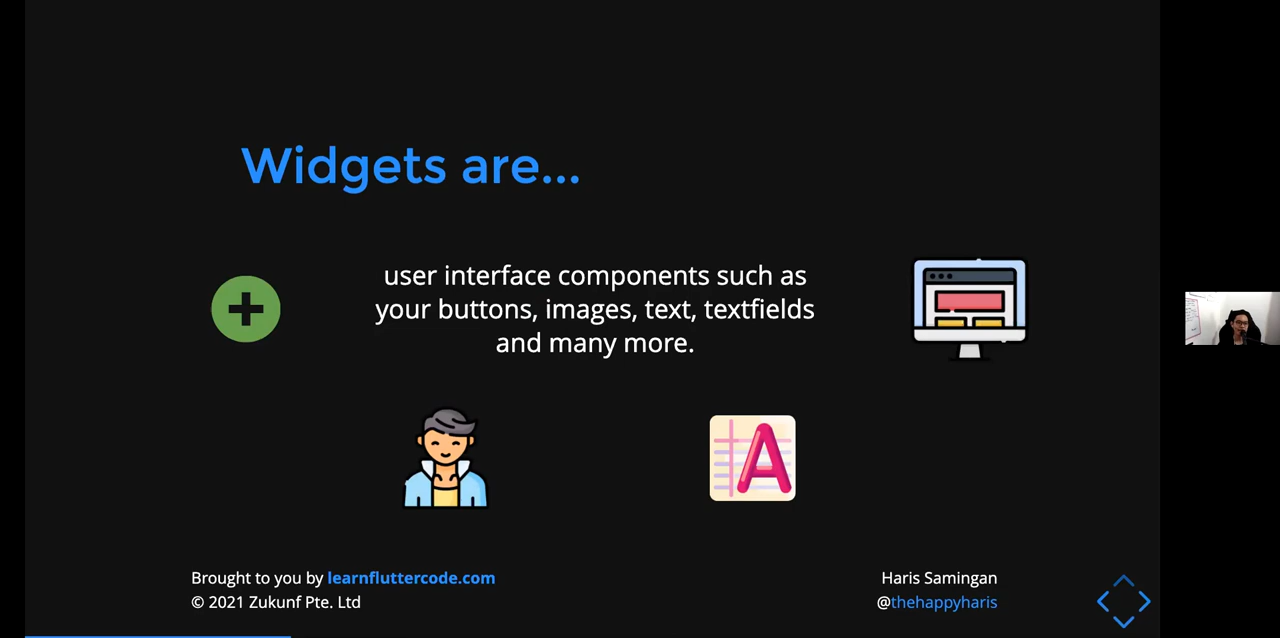 Widgets are...
user interface components such as
your buttons, images, text, textfields
and many more.
A
Brought to you by learnfluttercode.com
© 2021 Zukunf Pte. Ltd
Haris Samingan
@thehappyharis